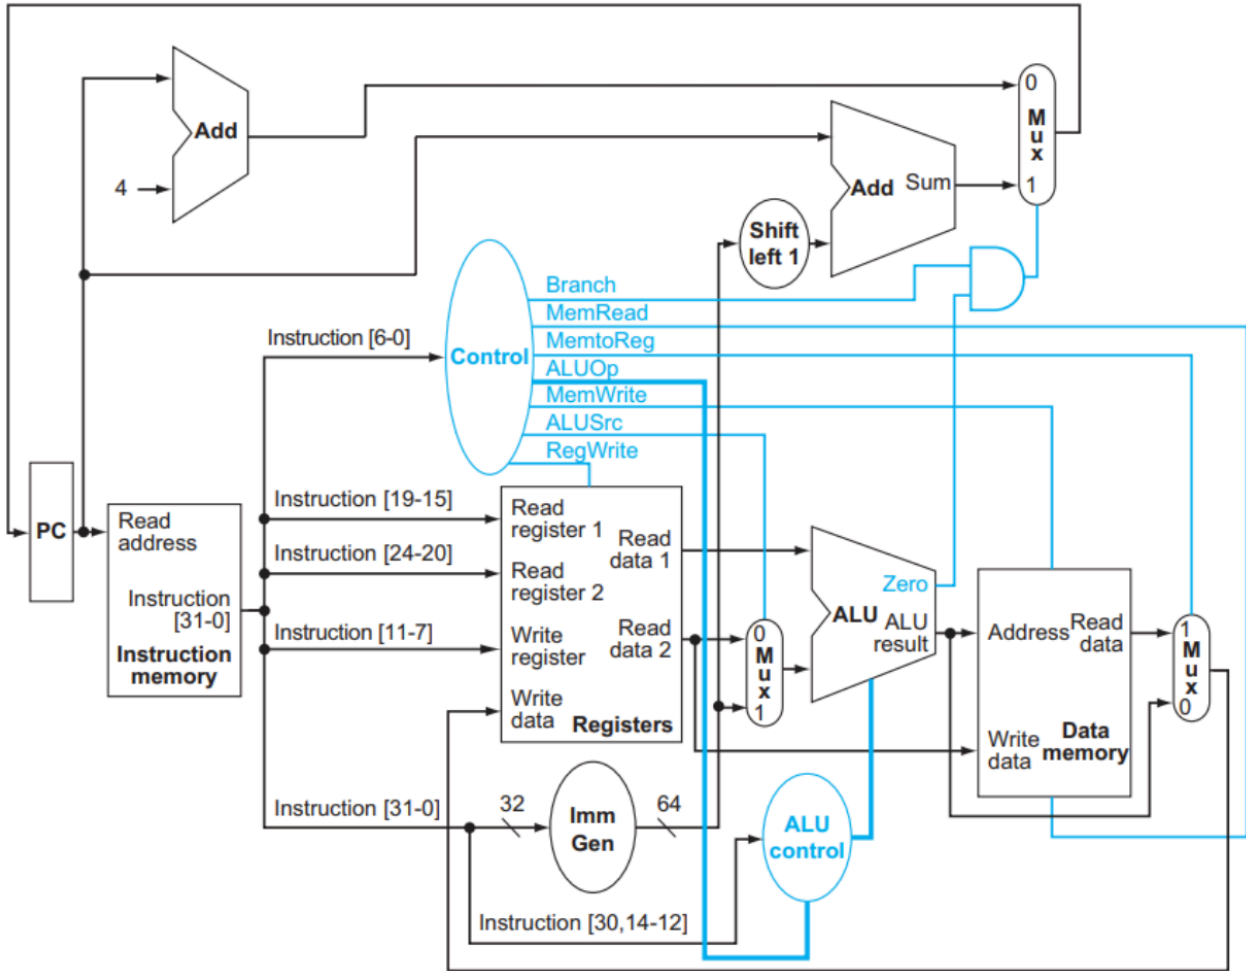 0
Mux
1
Add
4
Add
Sum
Shift
left 1
Branch
MemRead
MemtoReg
ALUOp
MemWrite
ALUSrc
RegWrite
Control
Instruction [6-0]
Instruction [19-15]
Instruction [24-20]
Instruction [11-7]
PC
Read
address
Instruction
[31-0]
Instruction
memory
Read
register 1
Read
register 2
Write
register
Write
data
Read
data 1
Read
data 2
Registers
0
Mux
1
Zero
ALU
ALU
result
Address
Read
data
Write
data
Data
memory
1
Mux
0
Instruction [31-0]
32
Imm
Gen
64
ALU
control
Instruction [30,14-12]